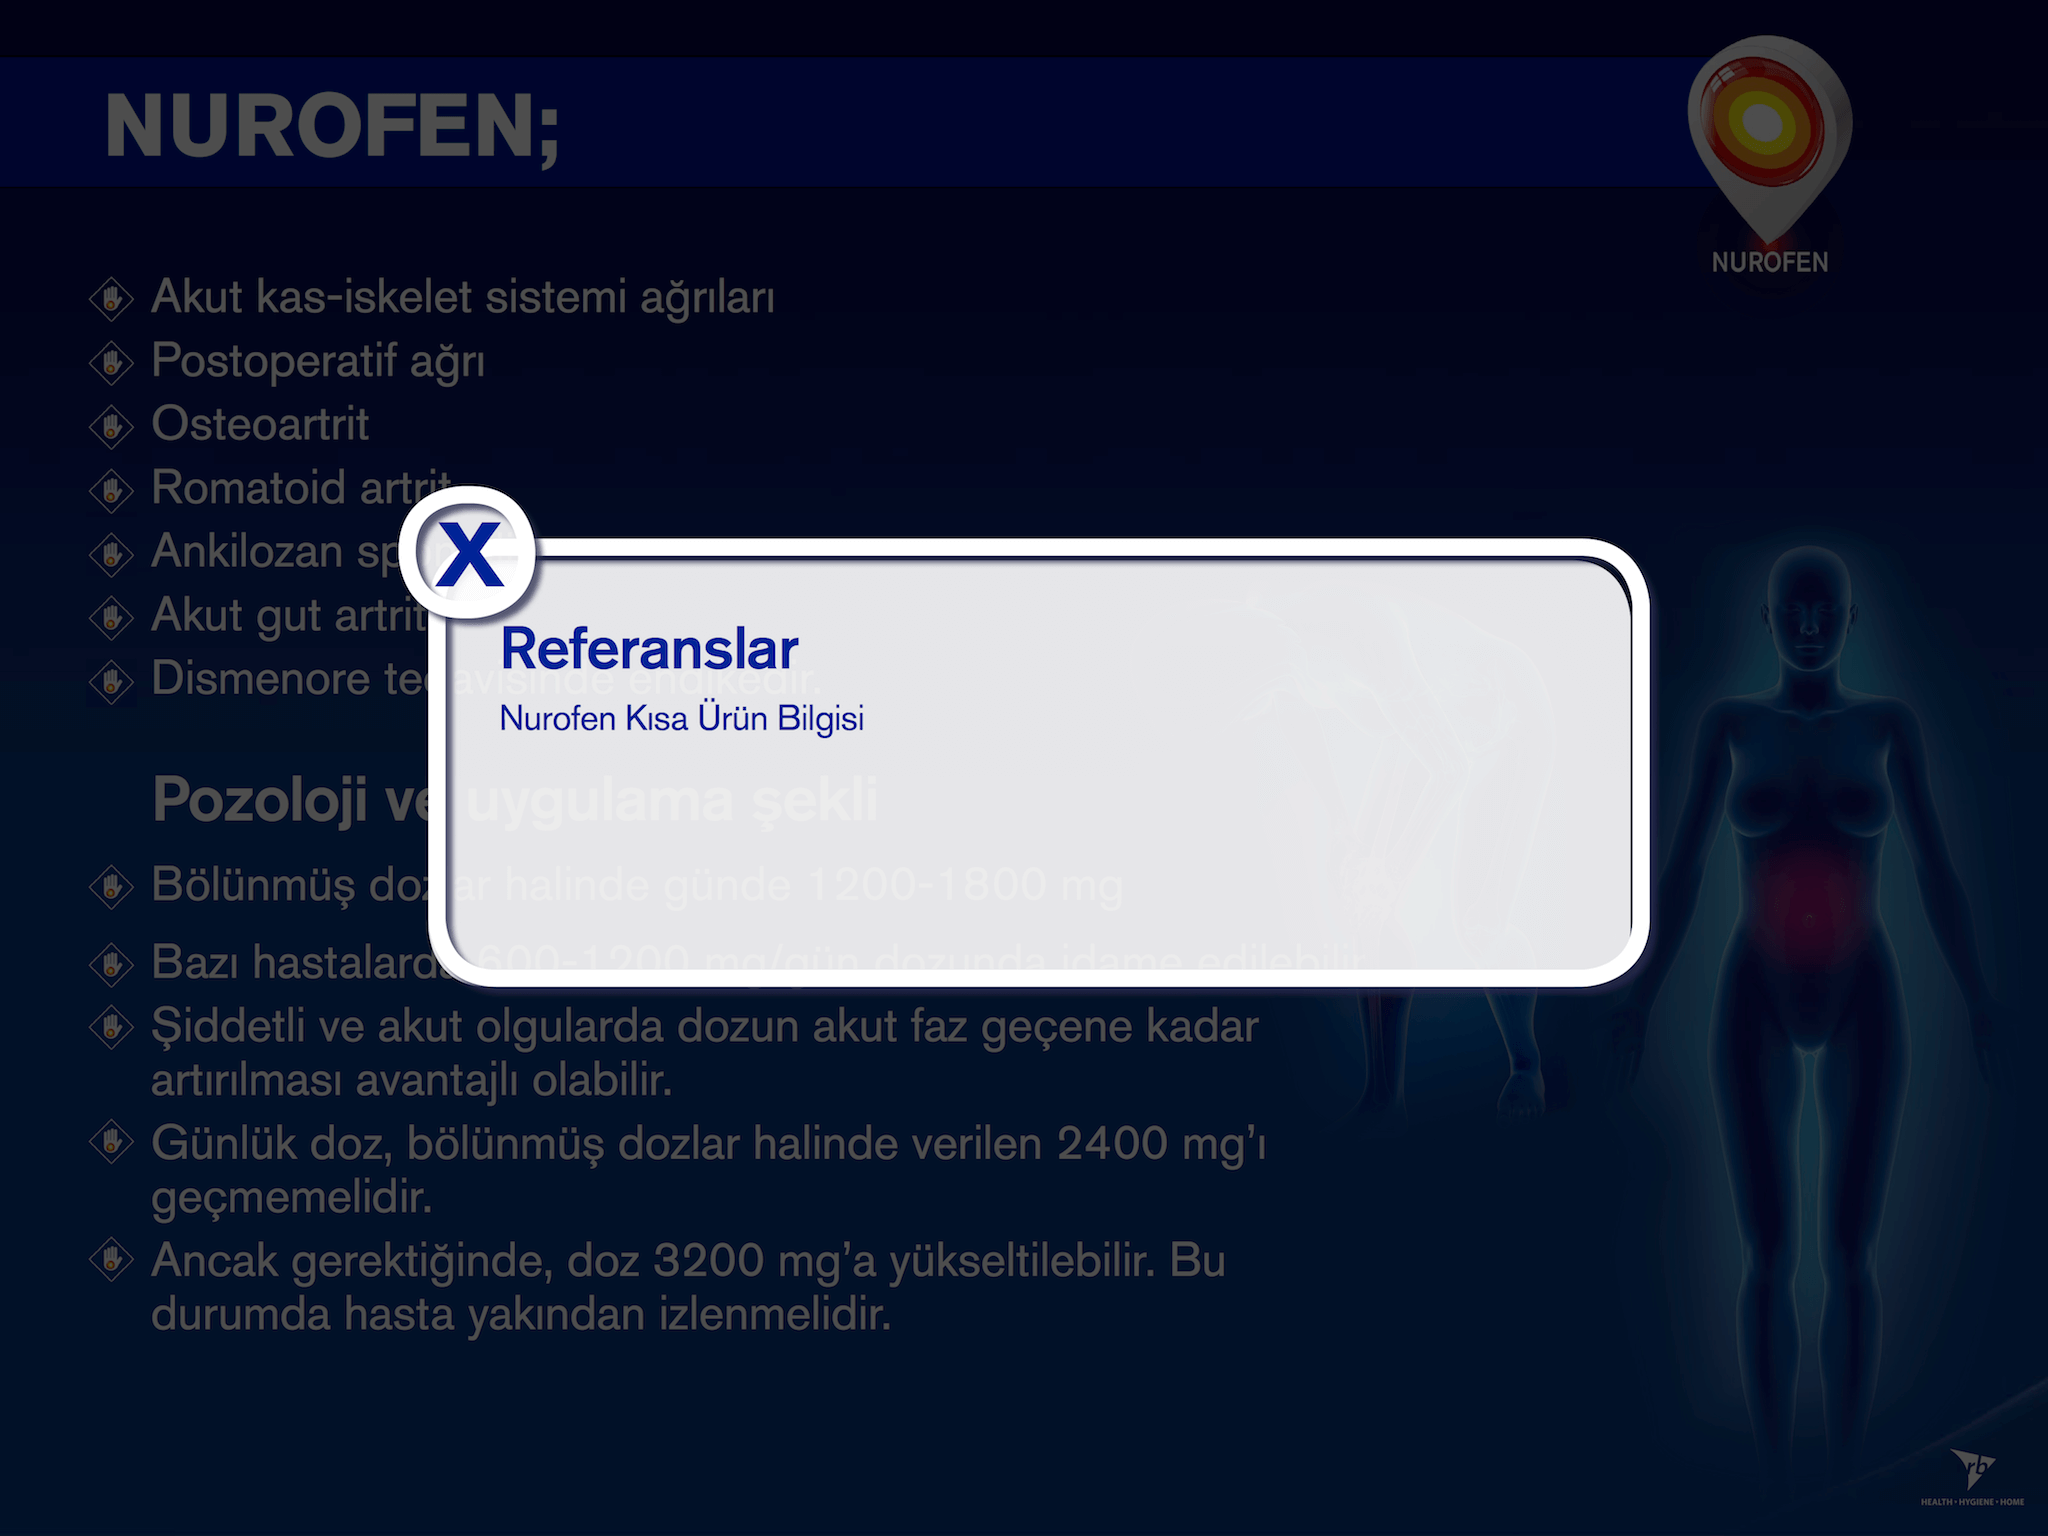 NUROFEN;
NUROFEN
Akut kas-iskelet sistemi ağrıları
Postoperatif ağrı
Osteoartrit
Romatoid artrit
Ankilozan
Akut gut artrit
Dismenore tedavisinde endikedir.
X
Referanslar
Nurofen Kısa Ürün Bilgisi
Pozoloji ve uygulama şekli
Bölünmüş dozlar halinde günde 1200-1800 mg
Bazı hastalarda 600-1200 mg/gün dozunda idame edilebilir
Şiddetli ve akut olgularda dozun akut faz geçene kadar
artırılması avantajlı olabilir.
Günlük doz, bölünmüş dozlar halinde verilen 2400 mg’ı
geçmemelidir.
Ancak gerektiğinde, doz 3200 mg’a yükseltilebilir. Bu
durumda hasta yakından izlenmelidir.
rb
HEALTH • HYGIENE • HOME